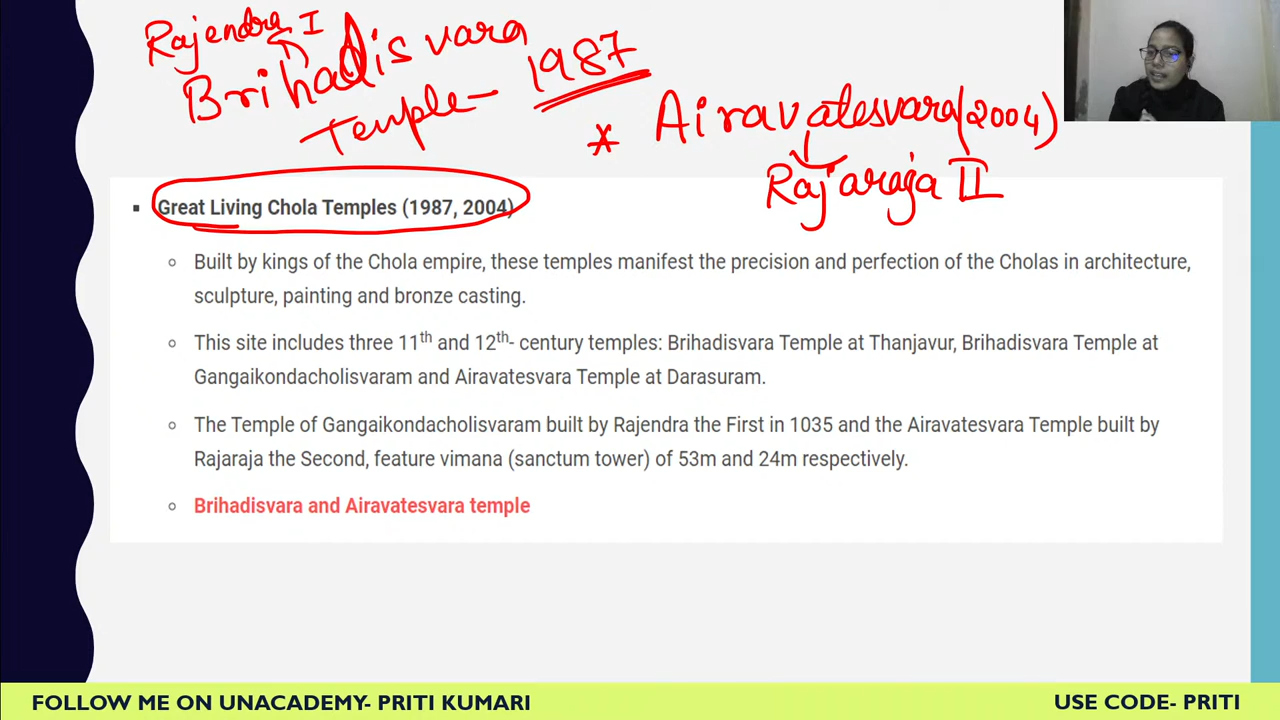 Rajendra I
Brihadisvara
Temple- 1987
* Airavatesvara (2004)
Rajaraja II
▪ Great Living Chola Temples (1987, 2004)
○ Built by kings of the Chola empire, these temples manifest the precision and perfection of the Cholas in architecture,
sculpture, painting and bronze casting.
○ This site includes three 11th and 12th- century temples: Brihadisvara Temple at Thanjavur, Brihadisvara Temple at
Gangaikondacholisvaram and Airavatesvara Temple at Darasuram.
○ The Temple of Gangaikondacholisvaram built by Rajendra the First in 1035 and the Airavatesvara Temple built by
Rajaraja the Second, feature vimana (sanctum tower) of 53m and 24m respectively.
○ Brihadisvara and Airavatesvara temple
FOLLOW ME ON UNACADEMY- PRITI KUMARI
USE CODE- PRITI